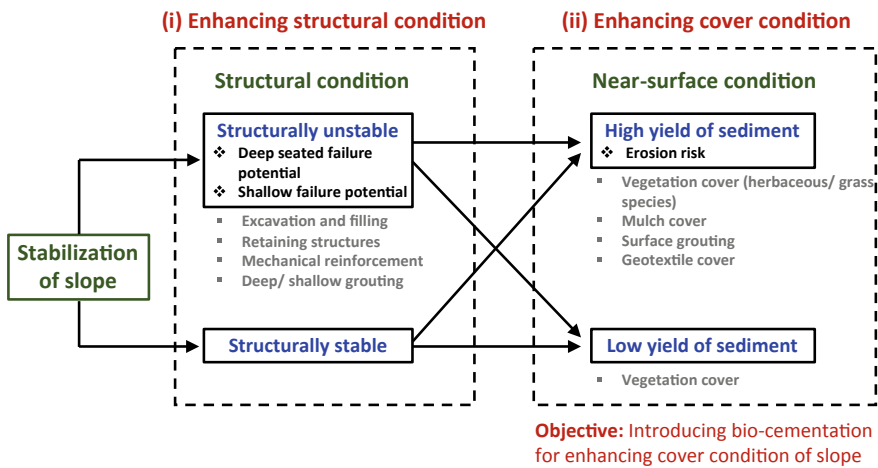 (i) Enhancing structural condition
(ii) Enhancing cover condition
Structural condition
Near-surface condition
Structurally unstable
❖ Deep seated failure
potential
❖ Shallow failure potential
▪ Excavation and filling
▪ Retaining structures
▪ Mechanical reinforcement
▪ Deep/ shallow grouting
High yield of sediment
❖ Erosion risk
▪ Vegetation cover (herbaceous/ grass
species)
▪ Mulch cover
▪ Surface grouting
▪ Geotextile cover
Stabilization
of slope
Structurally stable
Low yield of sediment
▪ Vegetation cover
Objective: Introducing bio-cementation
for enhancing cover condition of slope